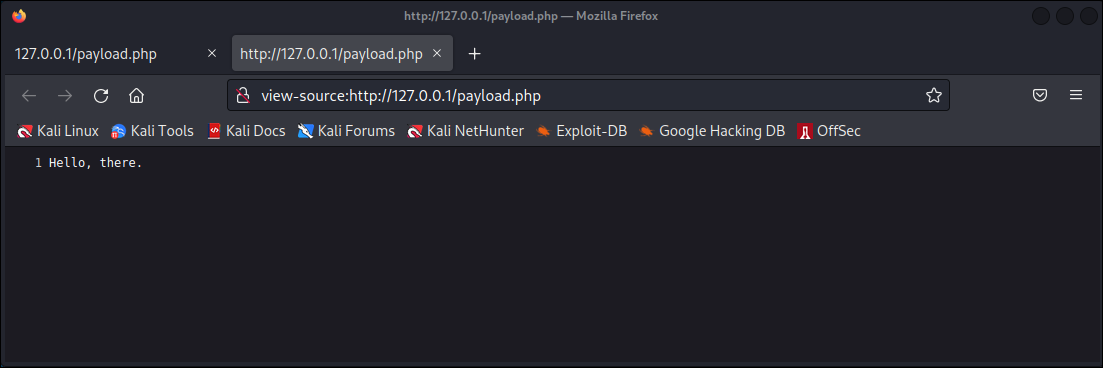 http://127.0.0.1/payload.php — Mozilla Firefox
127.0.0.1/payload.php http://127.0.0.1/payload.php
view-source:http://127.0.0.1/payload.php
Kali Linux Kali Tools Kali Docs Kali Forums Kali NetHunter Exploit-DB Google Hacking DB OffSec
1 Hello, there.